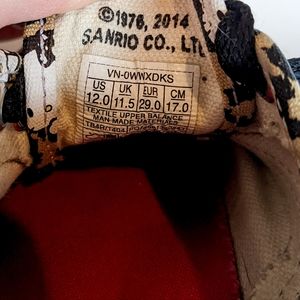 ©1976, 2014
SANRIO CO., LT
VN-0WWXDKS
US UK EUR CM
12.0 11.5 29.0 17.0
TEXTILE UPPER BALANCE
MAN MADE MATERIALS